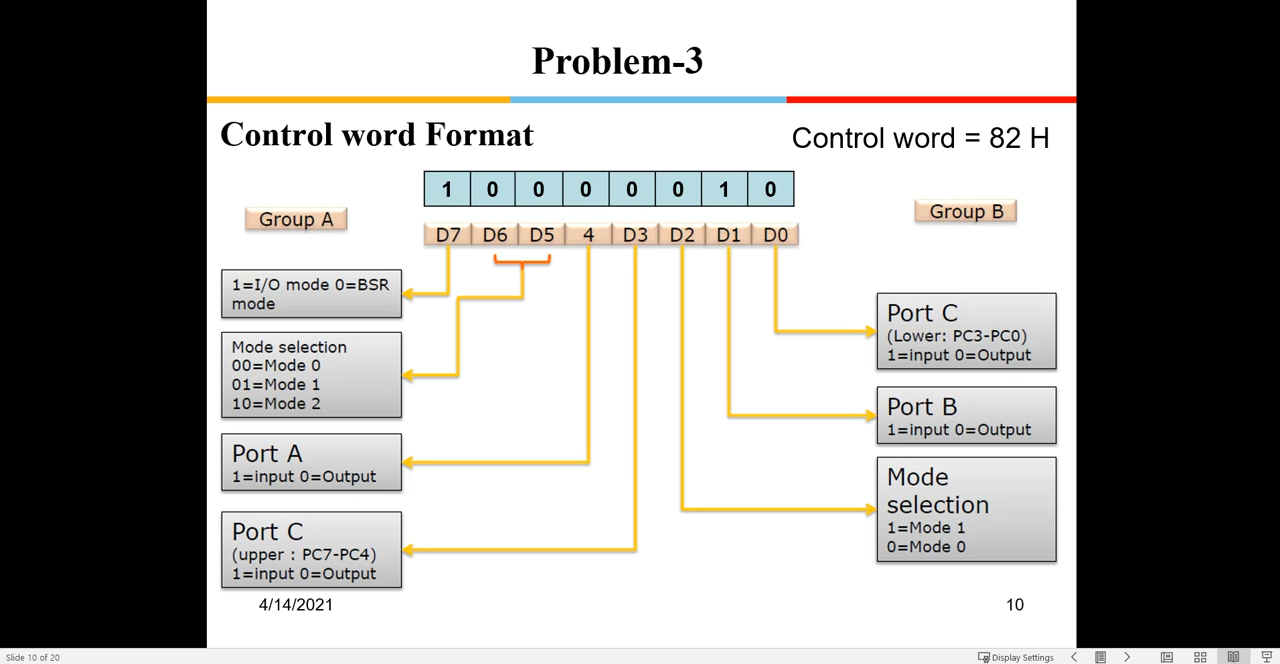 Problem-3
Control word Format
Control word = 82 H
1 0 0 0 0 0 1 0
Group A
Group B
D7 D6 D5 4 D3 D2 D1 D0
1=I/O mode 0=BSR
mode
Mode selection
00=Mode 0
01=Mode 1
10=Mode 2
Port A
1=input 0=Output
Port C
(upper : PC7-PC4)
1=input 0=Output
Port C
(Lower: PC3-PC0)
1=input 0=Output
Port B
1=input 0=Output
Mode
selection
1=Mode 1
0=Mode 0
4/14/2021
10
Slide 10 of 20
Display Settings